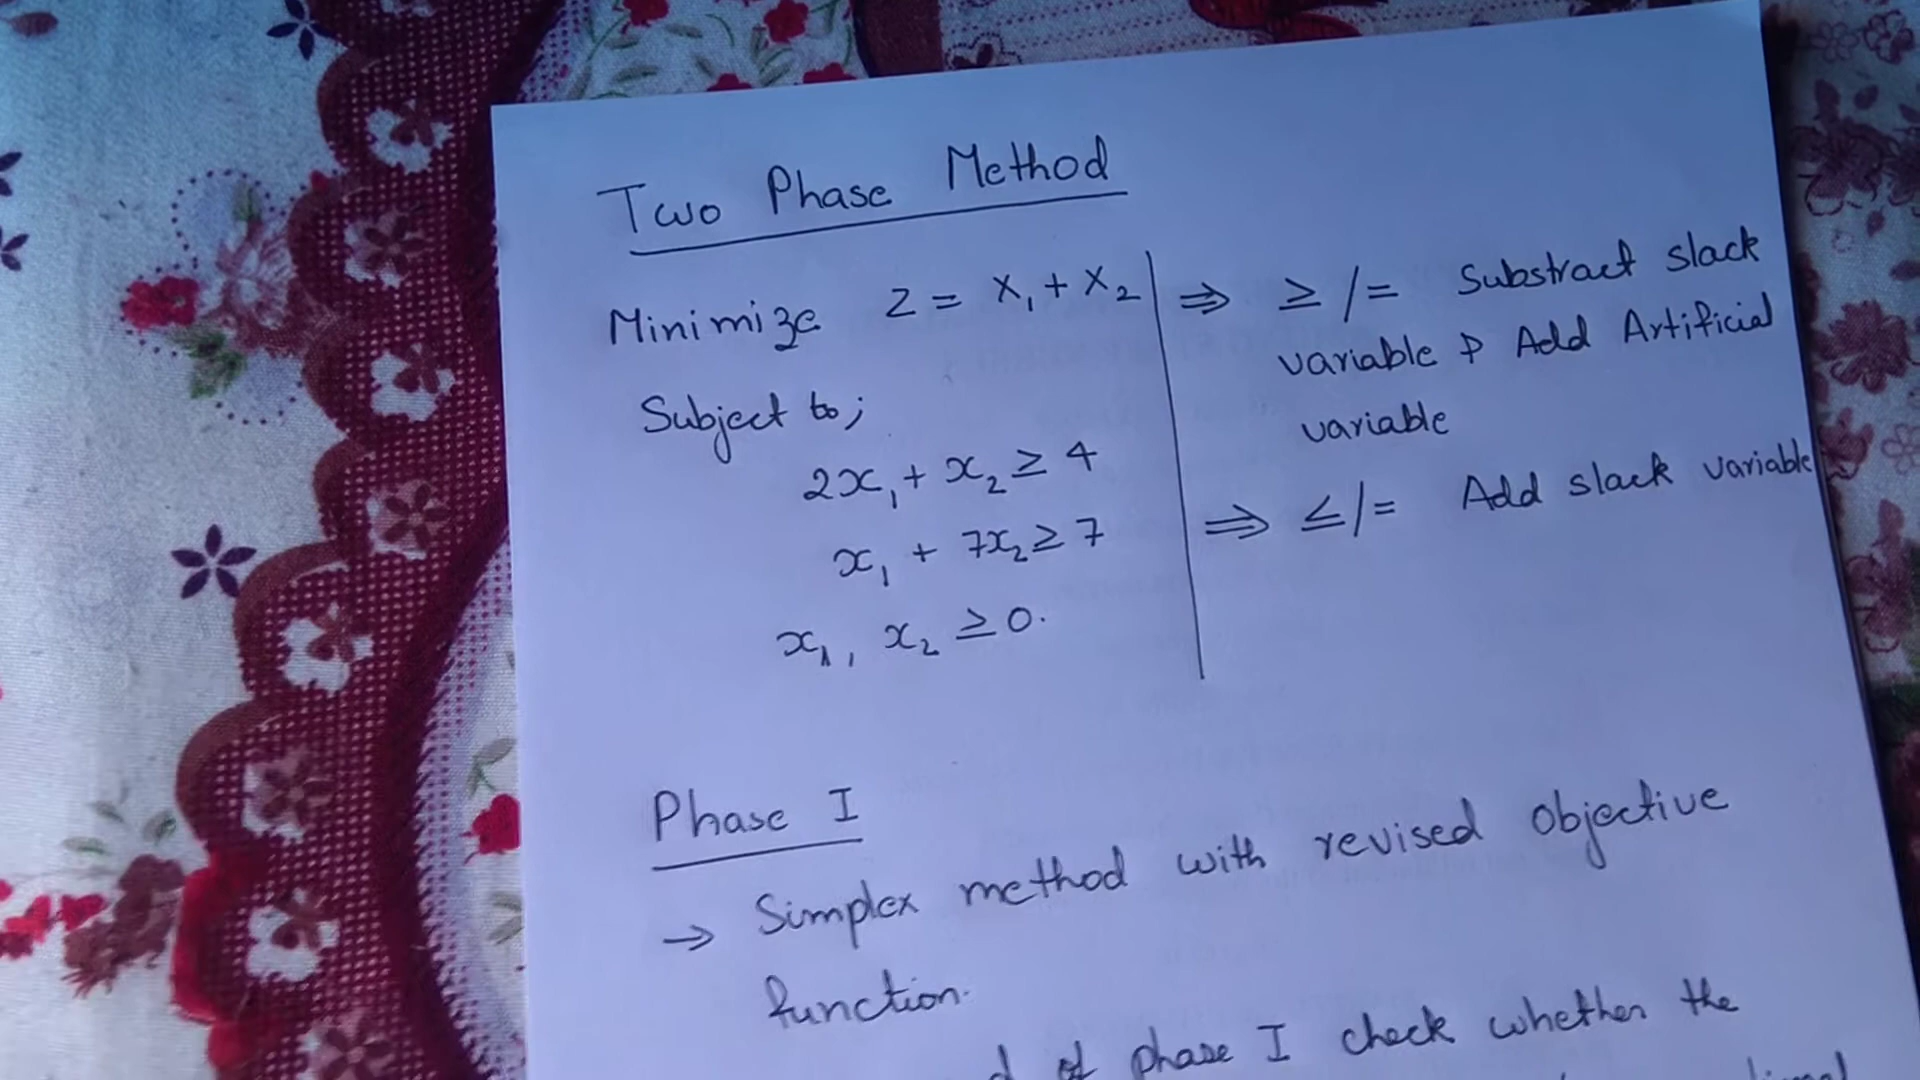 Two Phase Method
Minimize Z = X₁ + X₂
Subject to;
2x₁ + x₂ ≥ 4
x₁ + 7x₂ ≥ 7
x₁, x₂ ≥ 0.
⇒ ≥ / = Substract slack
variable & Add Artificial
variable
⇒ ≤ / = Add slack variable
Phase I
→ Simplex method with revised objective
function.
of phase I check whether the